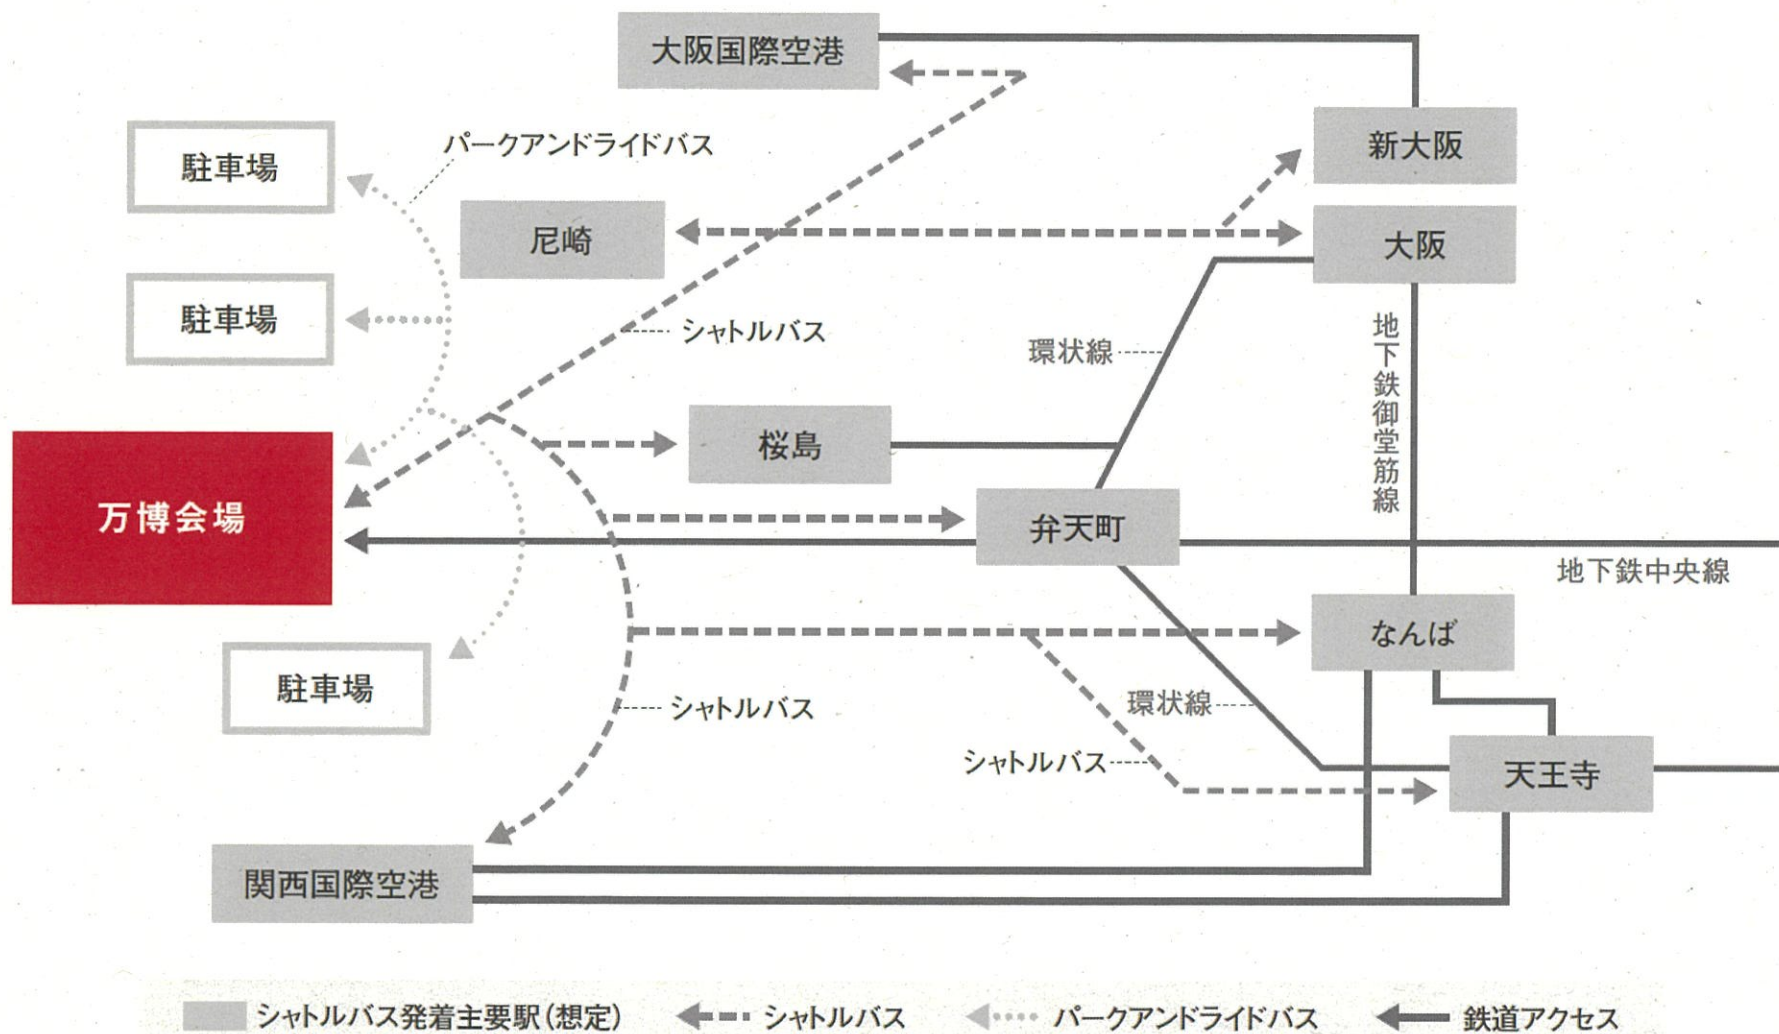 大阪国際空港
駐車場
パークアンドライドバス
新大阪
尼崎
大阪
駐車場
シャトルバス
環状線
地下鉄御堂筋線
桜島
万博会場
弁天町
地下鉄中央線
なんば
駐車場
シャトルバス
環状線
シャトルバス
天王寺
関西国際空港
シャトルバス発着主要駅（想定）
シャトルバス
パークアンドライドバス
鉄道アクセス